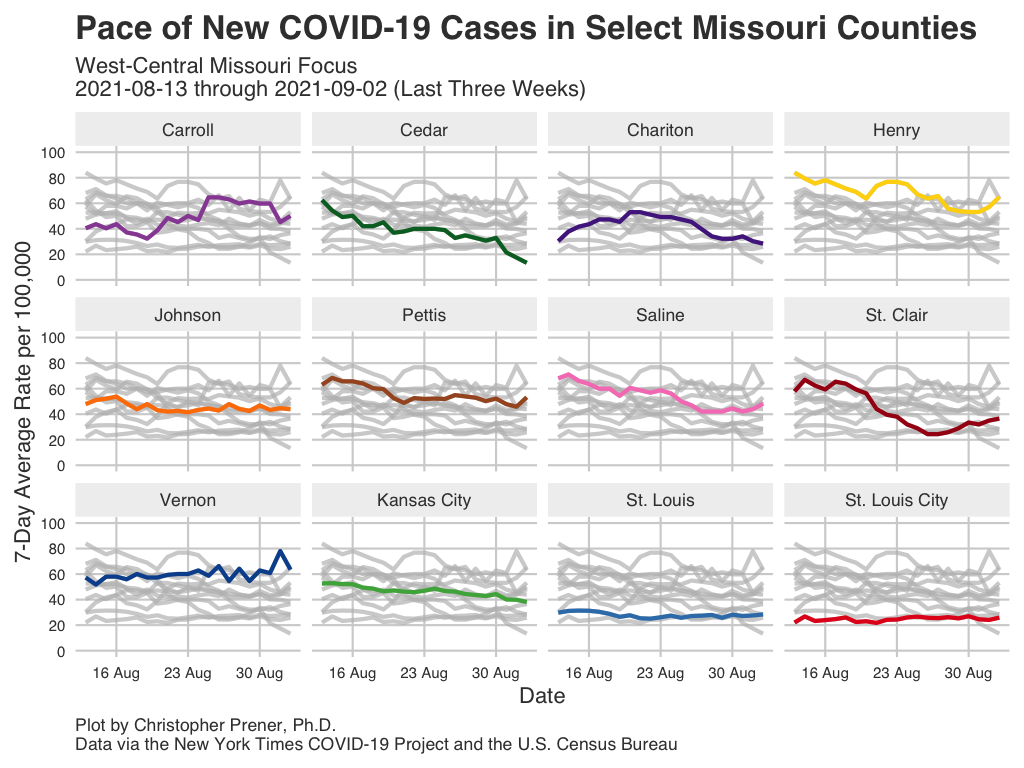 Pace of New COVID-19 Cases in Select Missouri Counties
West-Central Missouri Focus
2021-08-13 through 2021-09-02 (Last Three Weeks)
7-Day Average Rate per 100,000
Carroll Cedar Chariton Henry
100
80
60
40
20
0
Johnson Pettis Saline St. Clair
100
80
60
40
20
0
Vernon Kansas City St. Louis St. Louis City
100
80
60
40
20
0
16 Aug 23 Aug 30 Aug 16 Aug 23 Aug 30 Aug 16 Aug 23 Aug 30 Aug 16 Aug 23 Aug 30 Aug
Date
Plot by Christopher Prener, Ph.D.
Data via the New York Times COVID-19 Project and the U.S. Census Bureau